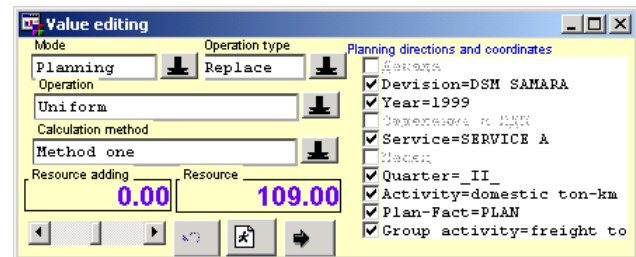 Value editing
Mode
Operation type
Planning
Replace
Operation
Uniform
Calculation method
Method one
Resource adding
Resource
0.00
109.00
Planning directions and coordinates
Devision=DSM SAMARA
Year=1999
Service=SERVICE A
Quarter=_II_
Activity=domestic ton-km
Plan-Fact=PLAN
Group activity=freight to